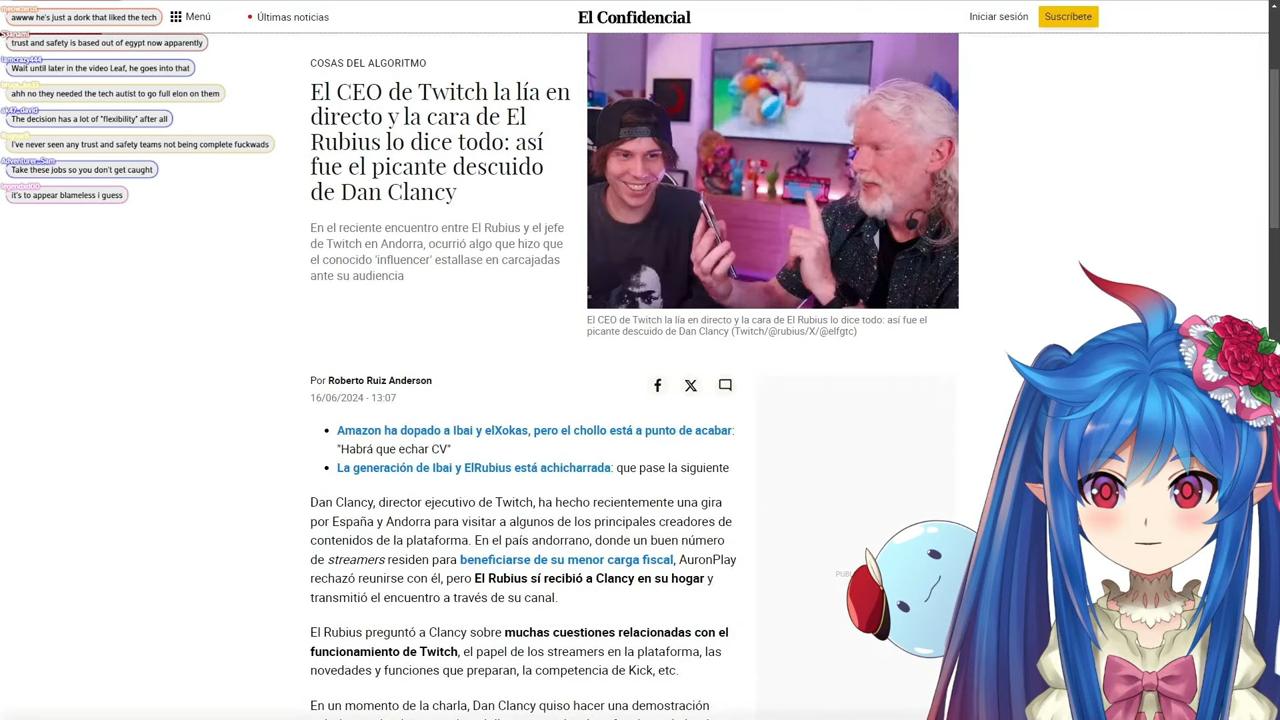 awww he's just a dork that liked the tech
trust and safety is based out of egypt now apparently
iamcrazy444
Wait until later in the video Leaf, he goes into that
ahh no they needed the tech autist to go full elon on them
The decision has a lot of "flexibility" after all
I've never seen any trust and safety teams not being complete fuckwads
Adventurer_Sam
Take these jobs so you don't get caught
it's to appear blameless i guess
Menú
Últimas noticias
El Confidencial
Iniciar sesión
Suscríbete
COSAS DEL ALGORITMO
El CEO de Twitch la lía en
directo y la cara de El
Rubius lo dice todo: así
fue el picante descuido
de Dan Clancy
En el reciente encuentro entre El Rubius y el jefe
de Twitch en Andorra, ocurrió algo que hizo que
el conocido 'influencer' estallase en carcajadas
ante su audiencia
El CEO de Twitch la lía en directo y la cara de El Rubius lo dice todo: así fue el
picante descuido de Dan Clancy (Twitch/@rubius/X/@elfgtc)
Por Roberto Ruiz Anderson
16/06/2024 - 13:07
Amazon ha dopado a Ibai y elXokas, pero el chollo está a punto de acabar:
"Habrá que echar CV"
La generación de Ibai y ElRubius está achicharrada: que pase la siguiente
Dan Clancy, director ejecutivo de Twitch, ha hecho recientemente una gira
por España y Andorra para visitar a algunos de los principales creadores de
contenidos de la plataforma. En el país andorrano, donde un buen número
de streamers residen para beneficiarse de su menor carga fiscal, AuronPlay
rechazó reunirse con él, pero El Rubius sí recibió a Clancy en su hogar y
transmitió el encuentro a través de su canal.
El Rubius preguntó a Clancy sobre muchas cuestiones relacionadas con el
funcionamiento de Twitch, el papel de los streamers en la plataforma, las
novedades y funciones que preparan, la competencia de Kick, etc.
En un momento de la charla, Dan Clancy quiso hacer una demostración